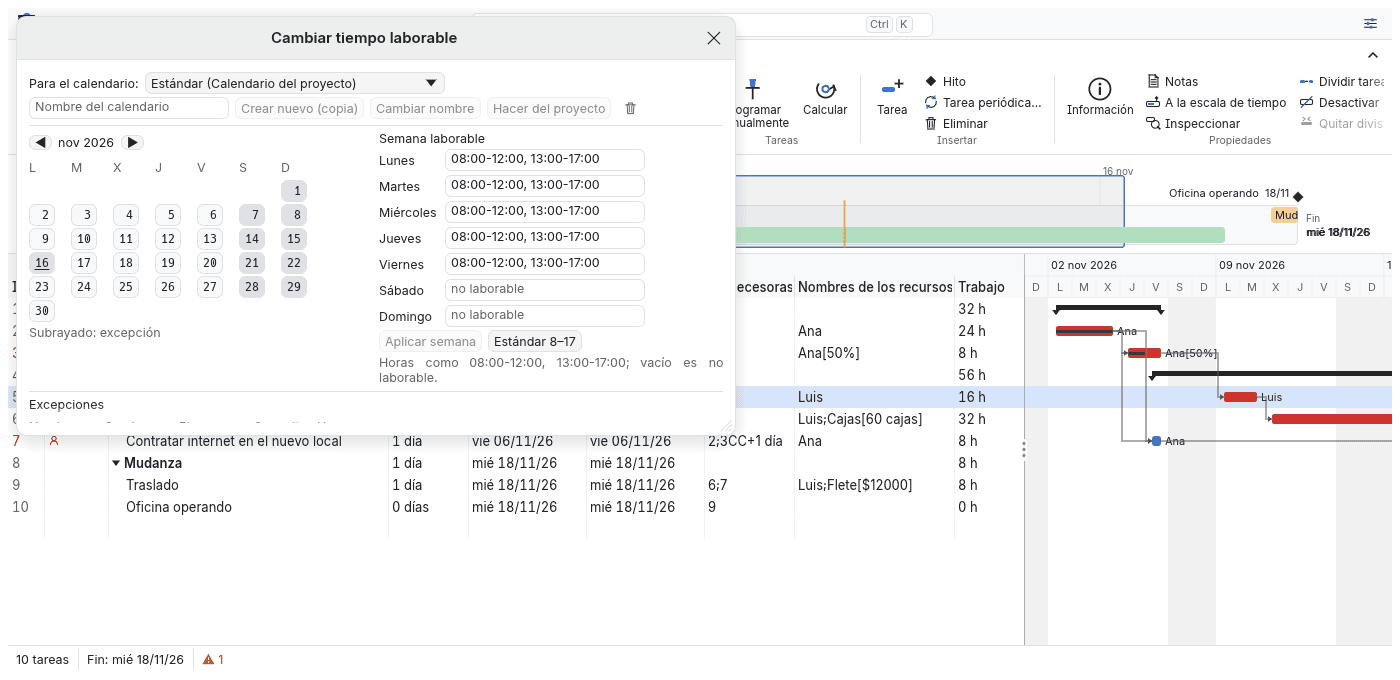 Cambiar tiempo laborable
Ctrl K
Para el calendario: Estándar (Calendario del proyecto)
Nombre del calendario Crear nuevo (copia) Cambiar nombre Hacer del proyecto
nov 2026
L M X J V S D
1
2 3 4 5 6 7 8
9 10 11 12 13 14 15
16 17 18 19 20 21 22
23 24 25 26 27 28 29
30
Subrayado: excepción
Semana laborable
Lunes 08:00-12:00, 13:00-17:00
Martes 08:00-12:00, 13:00-17:00
Miércoles 08:00-12:00, 13:00-17:00
Jueves 08:00-12:00, 13:00-17:00
Viernes 08:00-12:00, 13:00-17:00
Sábado no laborable
Domingo no laborable
Aplicar semana Estándar 8–17
Horas como 08:00-12:00, 13:00-17:00; vacío es no
laborable.
Excepciones
ogramar
nualmente
Calcular
Tareas
Tarea
Hito
Tarea periódica...
Eliminar
Insertar
Información
Notas
A la escala de tiempo
Inspeccionar
Dividir tarea
Desactivar
Quitar divis
Propiedades
16 nov
Oficina operando 18/11
Mud
Fin
mié 18/11/26
ecesoras Nombres de los recursos Trabajo
02 nov 2026 09 nov 2026 1
D L M X J V S D L M X J V S D
32 h
Ana 24 h Ana
Ana[50%] 8 h Ana[50%]
56 h
Luis 16 h Luis
Luis;Cajas[60 cajas] 32 h
7 Contratar internet en el nuevo local 1 día vie 06/11/26 vie 06/11/26 2;3CC+1 día Ana 8 h Ana
8 Mudanza 1 día mié 18/11/26 mié 18/11/26 8 h
9 Traslado 1 día mié 18/11/26 mié 18/11/26 6;7 Luis;Flete[$12000] 8 h
10 Oficina operando 0 días mié 18/11/26 mié 18/11/26 9 0 h
10 tareas Fin: mié 18/11/26 1